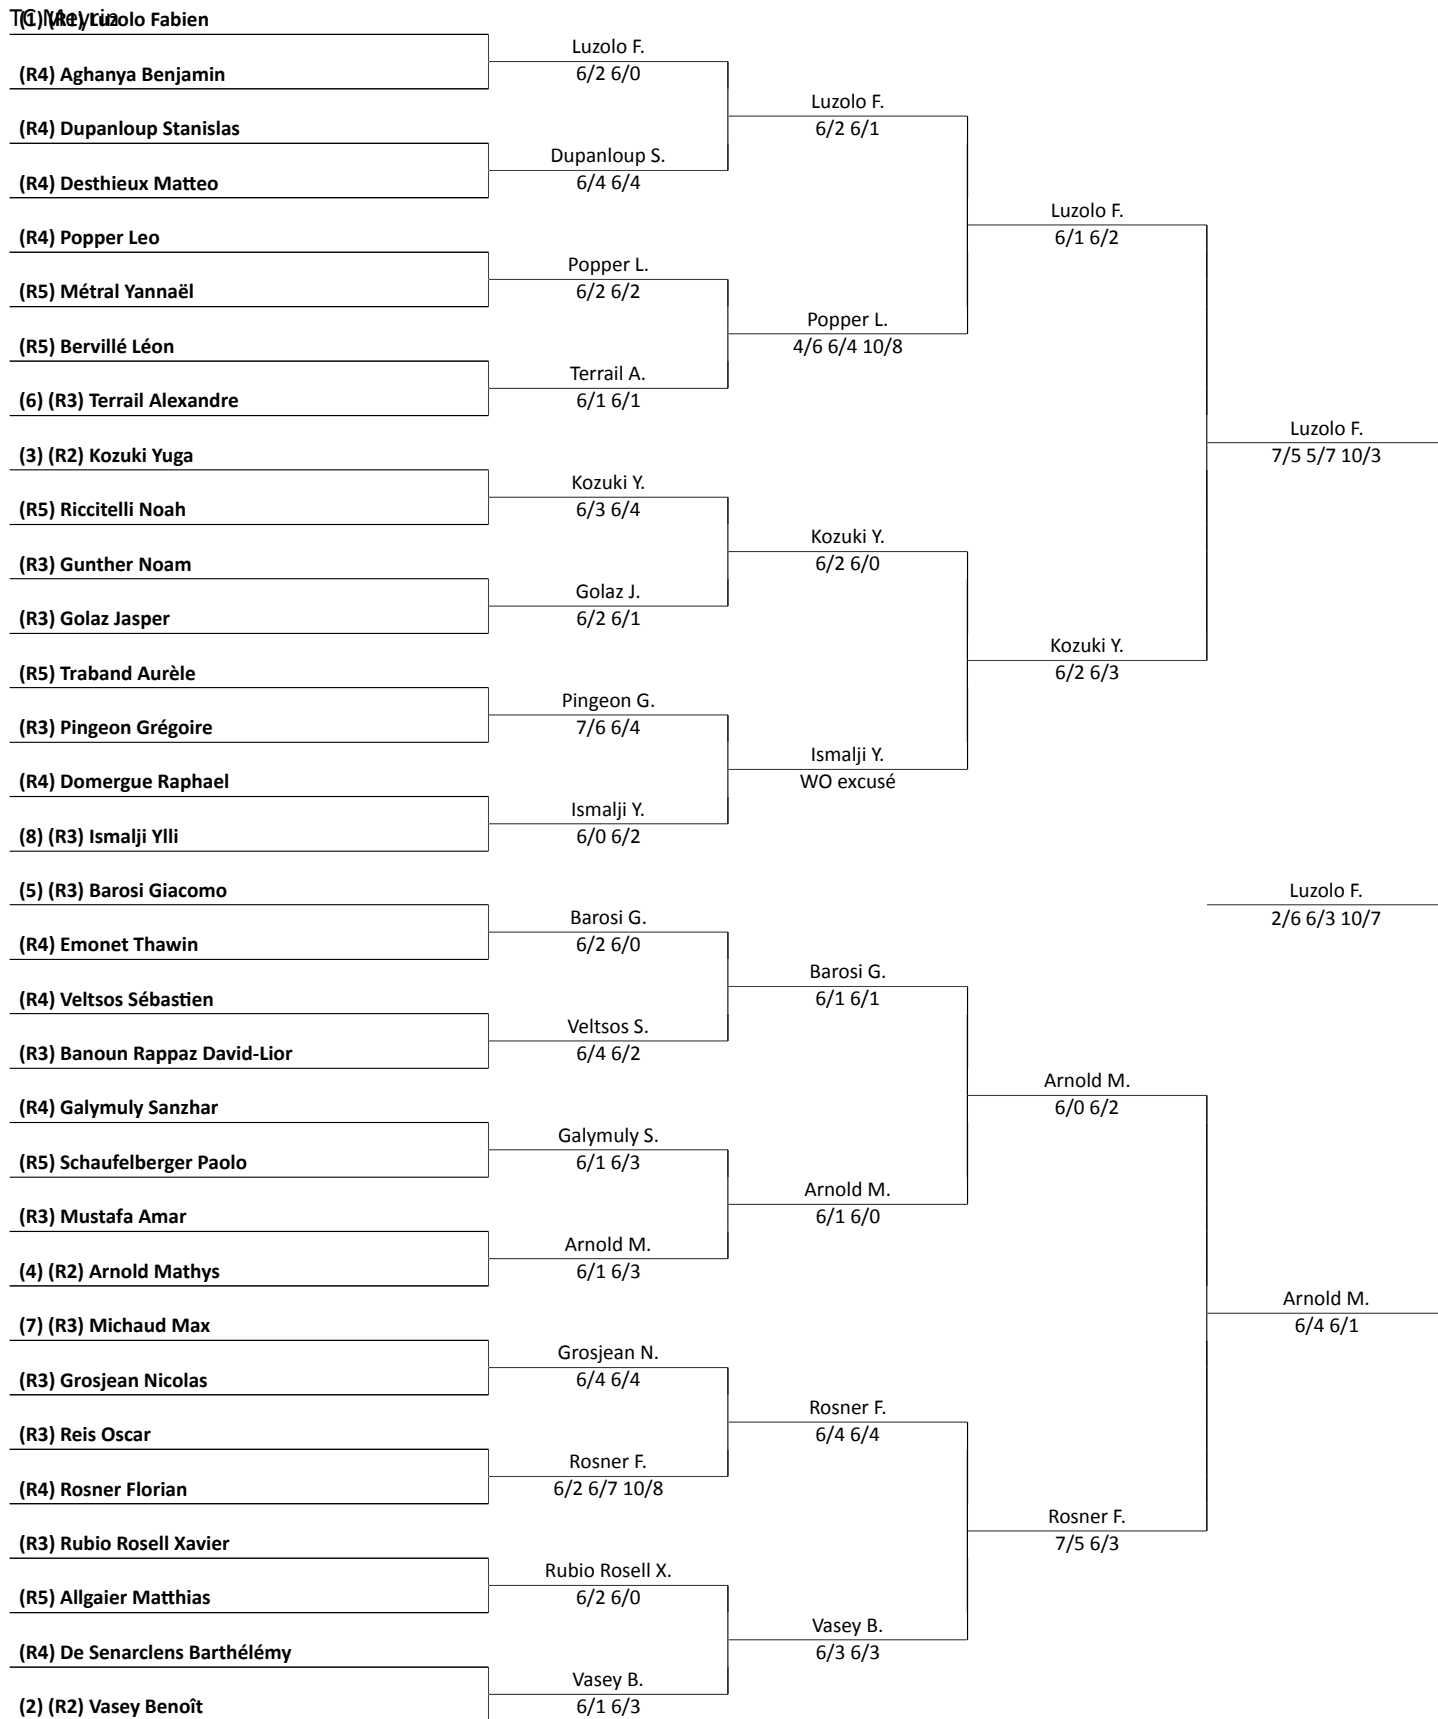 TC Meyrin
(1) (R1) Luzolo Fabien
Luzolo F.
(R4) Aghanya Benjamin
6/2 6/0
Luzolo F.
(R4) Dupanloup Stanislas
6/2 6/1
Dupanloup S.
(R4) Desthieux Matteo
6/4 6/4
Luzolo F.
(R4) Popper Leo
6/1 6/2
Popper L.
(R5) Métral Yannaël
6/2 6/2
Popper L.
(R5) Bervillé Léon
4/6 6/4 10/8
Terrail A.
(6) (R3) Terrail Alexandre
6/1 6/1
Luzolo F.
(3) (R2) Kozuki Yuga
7/5 5/7 10/3
Kozuki Y.
(R5) Riccitelli Noah
6/3 6/4
Kozuki Y.
(R3) Gunther Noam
6/2 6/0
Golaz J.
(R3) Golaz Jasper
6/2 6/1
Kozuki Y.
(R5) Traband Aurèle
6/2 6/3
Pingeon G.
(R3) Pingeon Grégoire
7/6 6/4
Ismalji Y.
(R4) Domergue Raphael
WO excusé
Ismalji Y.
(8) (R3) Ismalji Ylli
6/0 6/2
(5) (R3) Barosi Giacomo
Luzolo F.
2/6 6/3 10/7
Barosi G.
(R4) Emonet Thawin
6/2 6/0
Barosi G.
(R4) Veltsos Sébastien
6/1 6/1
Veltsos S.
(R3) Banoun Rappaz David-Lior
6/4 6/2
Arnold M.
(R4) Galymuly Sanzhar
6/0 6/2
Galymuly S.
(R5) Schaufelberger Paolo
6/1 6/3
Arnold M.
(R3) Mustafa Amar
6/1 6/0
Arnold M.
(4) (R2) Arnold Mathys
6/1 6/3
Arnold M.
(7) (R3) Michaud Max
6/4 6/1
Grosjean N.
(R3) Grosjean Nicolas
6/4 6/4
Rosner F.
(R3) Reis Oscar
6/4 6/4
Rosner F.
(R4) Rosner Florian
6/2 6/7 10/8
Rosner F.
(R3) Rubio Rosell Xavier
7/5 6/3
Rubio Rosell X.
(R5) Allgaier Matthias
6/2 6/0
Vasey B.
(R4) De Senarclens Barthélémy
6/3 6/3
Vasey B.
(2) (R2) Vasey Benoît
6/1 6/3